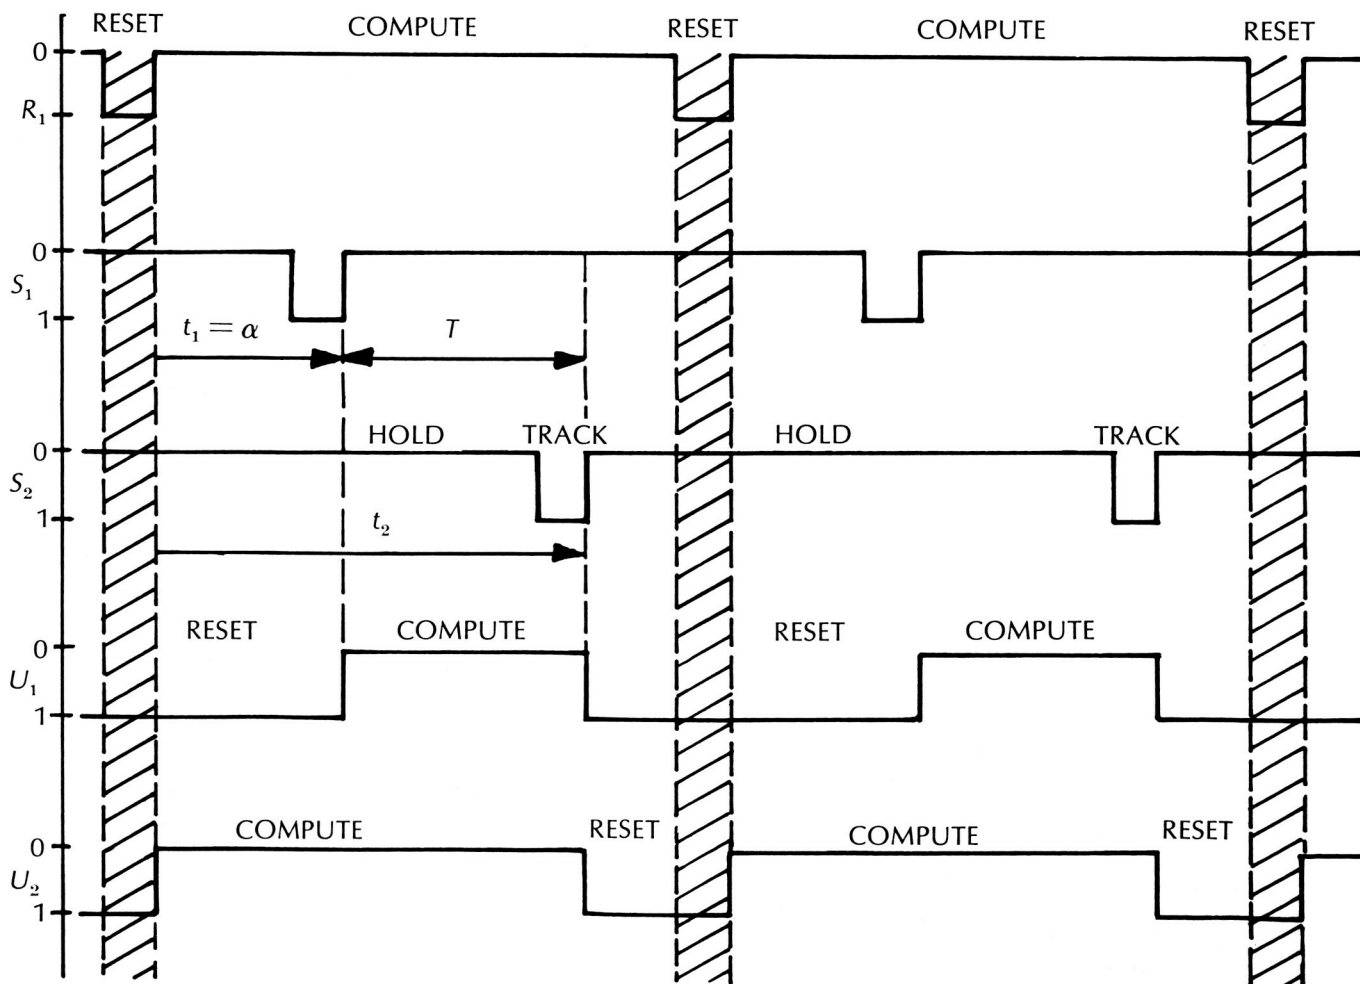 RESET COMPUTE RESET COMPUTE RESET
0
R₁
0
S₁
1
t₁ = α T
HOLD TRACK HOLD TRACK
0
S₂
1
t₂
RESET COMPUTE RESET COMPUTE
0
U₁
1
COMPUTE RESET COMPUTE RESET
0
U₂
1